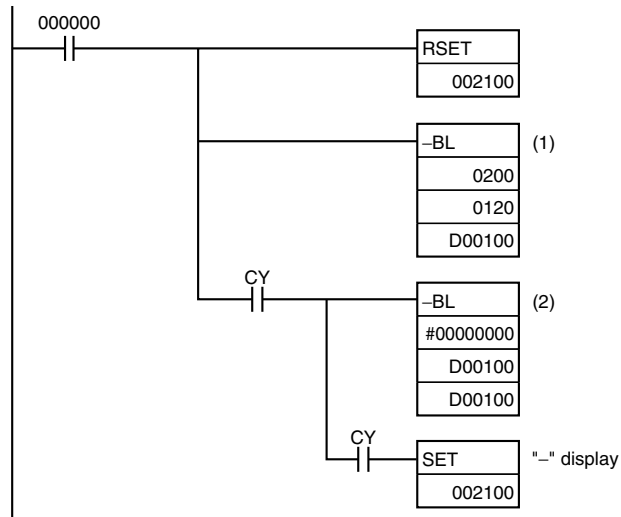 000000
RSET
002100
–BL (1)
0200
0120
D00100
CY
–BL (2)
#00000000
D00100
D00100
CY
SET "–" display
002100